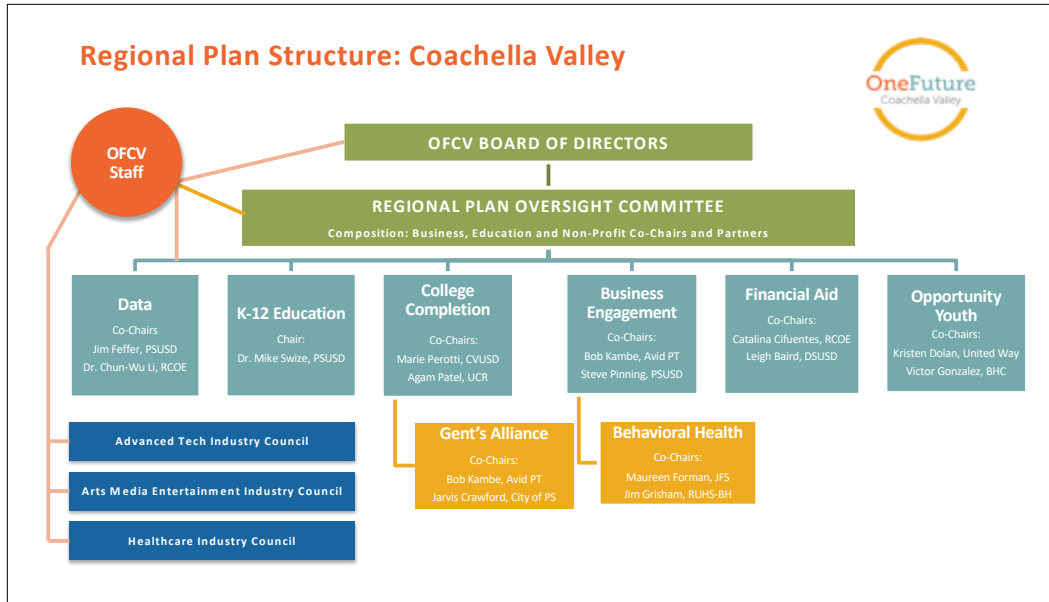 Regional Plan Structure: Coachella Valley
OneFuture
Coachella Valley
OFCV
Staff
OFCV BOARD OF DIRECTORS
REGIONAL PLAN OVERSIGHT COMMITTEE
Composition: Business, Education and Non-Profit Co-Chairs and Partners
Data
Co-Chairs
Jim Feffer, PSUSD
Dr. Chun-Wu Li, RCOE
K-12 Education
Chair:
Dr. Mike Swize, PSUSD
College
Completion
Co-Chairs:
Marie Perotti, CVUSD
Agam Patel, UCR
Business
Engagement
Co-Chairs:
Bob Kambe, Avid PT
Steve Pinning, PSUSD
Financial Aid
Co-Chairs:
Catalina Cifuentes, RCOE
Leigh Baird, DSUSD
Opportunity
Youth
Co-Chairs:
Kristen Dolan, United Way
Victor Gonzalez, BHC
Advanced Tech Industry Council
Arts Media Entertainment Industry Council
Healthcare Industry Council
Gent's Alliance
Co-Chairs:
Bob Kambe, Avid PT
Jarvis Crawford, City of PS
Behavioral Health
Co-Chairs:
Maureen Forman, JFS
Jim Grisham, RUHS-BH